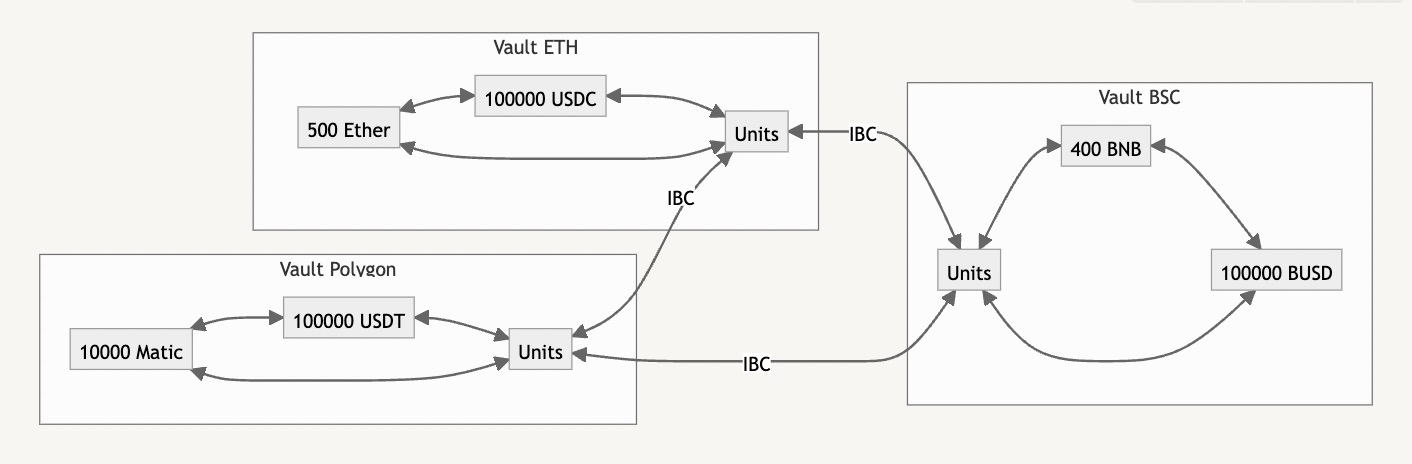 Vault ETH
500 Ether
100000 USDC
Units
IBC
IBC
Vault BSC
400 BNB
Units
100000 BUSD
Vault Polygon
10000 Matic
100000 USDT
Units
IBC